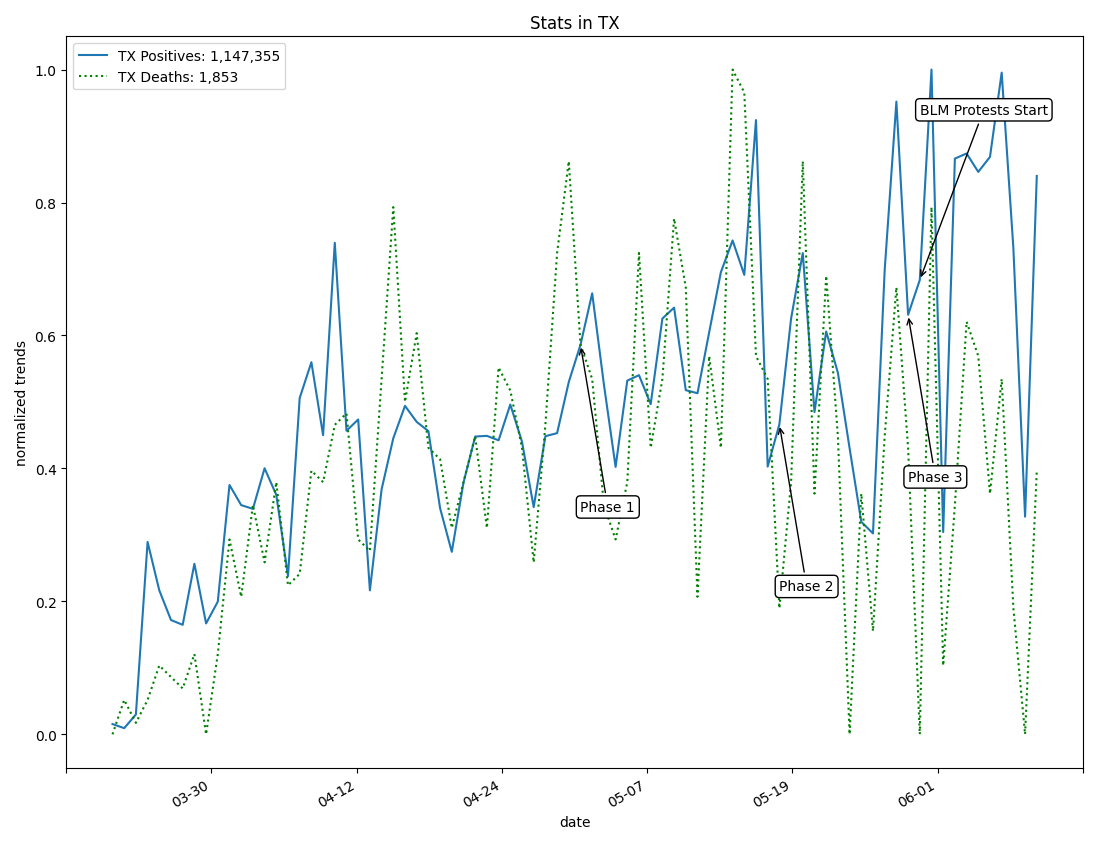 Stats in TX
TX Positives: 1,147,355
TX Deaths: 1,853
1.0
0.8
0.6
0.4
0.2
0.0
normalized trends
BLM Protests Start
Phase 3
Phase 1
Phase 2
03-30
04-12
04-24
05-07
05-19
06-01
date